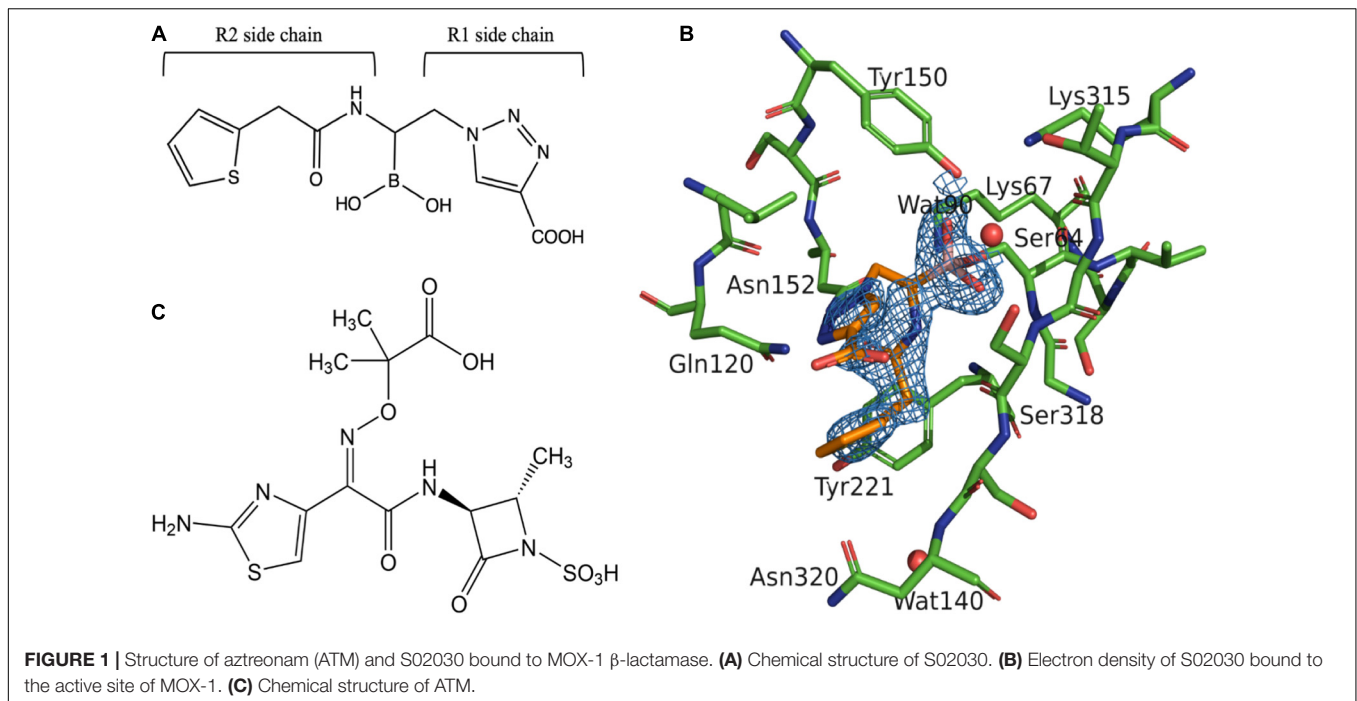 A
R2 side chain
R1 side chain
H
N
N
N
N
S
O
B
HO
OH
COOH
B
Tyr150
Lys315
Lys67
Wat90
Ser64
Asn152
Gln120
Ser318
Tyr221
Asn320
Wat140
C
O
H₃C
H₃C
OH
O
N
H
N
CH₃
N
H₂N
S
O
N
O
SO₃H
FIGURE 1 | Structure of aztreonam (ATM) and S02030 bound to MOX-1 β-lactamase. (A) Chemical structure of S02030. (B) Electron density of S02030 bound to
the active site of MOX-1. (C) Chemical structure of ATM.